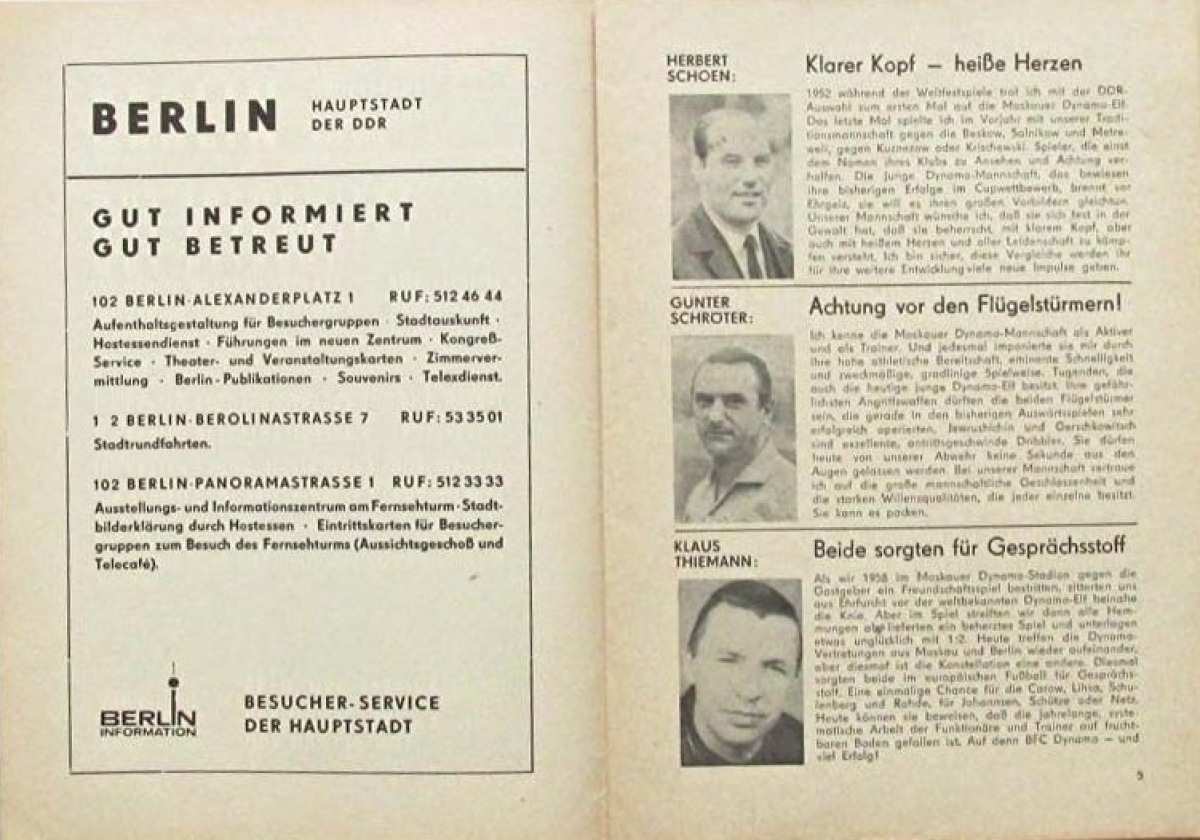 BERLIN
HAUPTSTADT
DER DDR
GUT INFORMIERT
GUT BETREUT
102 BERLIN·ALEXANDERPLATZ 1 RUF: 512 46 44
Aufenthaltsgestaltung für Besuchergruppen · Stadtauskunft ·
Hostessendienst · Führungen im neuen Zentrum · Kongreß-
Service · Theater- und Veranstaltungskarten · Zimmerver-
mittlung · Berlin-Publikationen · Souvenirs · Telexdienst.
1 2 BERLIN·BEROLINASTRASSE 7 RUF: 53 35 01
Stadtrundfahrten.
102 BERLIN·PANORAMASTRASSE 1 RUF: 512 33 33
Ausstellungs- und Informationszentrum am Fernsehturm · Stadt-
bilderklärung durch Hostessen · Eintrittskarten für Besucher-
gruppen zum Besuch des Fernsehturms (Aussichtsgeschoß und
Telecafé).
BERLIN
INFORMATION
BESUCHER-SERVICE
DER HAUPTSTADT
HERBERT
SCHOEN:
Klarer Kopf – heiße Herzen
1952 während der Weltfestspiele trat ich mit der DDR-
Auswahl zum ersten Mal auf die Moskauer Dynamo-Elf.
Das letzte Mal spielte ich im Vorjahr mit unserer Tradi-
tionsmannschaft gegen die Beskow, Salnikow und Metre-
weli, gegen Kusnezow oder Krischewski. Spieler, die einst
dem Namen ihres Klubs zu Ansehen und Achtung ver-
halfen. Die junge Dynamo-Mannschaft, das bewiesen
ihre bisherigen Erfolge im Cupwettbewerb, brennt vor
Ehrgeiz, sie will es ihren großen Vorbildern gleichtun.
Unserer Mannschaft wünsche ich, daß sie sich fest in der
Gewalt hat, daß sie beherrscht, mit klarem Kopf, aber
auch mit heißem Herzen und aller Leidenschaft zu kämp-
fen versteht. Ich bin sicher, diese Vergleiche werden ihr
für ihre weitere Entwicklung viele neue Impulse geben.
GÜNTER
SCHRÖTER:
Achtung vor den Flügelstürmern!
Ich kenne die Moskauer Dynamo-Mannschaft als Aktiver
und als Trainer. Und jedesmal imponierte sie mir durch
ihre hohe athletische Bereitschaft, eminente Schnelligkeit
und zweckmäßige, gradlinige Spielweise. Tugenden, die
auch die heutige junge Dynamo-Elf besitzt. Ihre gefähr-
lichsten Angriffswaffen dürften die beiden Flügelstürmer
sein, die gerade in den bisherigen Auswärtsspielen sehr
erfolgreich operierten. Jewrushichin und Gerschkowitsch
sind exzellente, antrittsgeschwinde Dribbler. Sie dürfen
heute von unserer Abwehr keine Sekunde aus den
Augen gelassen werden. Bei unserer Mannschaft vertraue
ich auf die große mannschaftliche Geschlossenheit und
die starken Willensqualitäten, die jeder einzelne besitzt.
Sie kann es packen.
KLAUS
THIEMANN:
Beide sorgten für Gesprächsstoff
Als wir 1958 im Moskauer Dynamo-Stadion gegen die
Gastgeber ein Freundschaftsspiel bestritten, zitterten uns
aus Ehrfurcht vor der weltbekannten Dynamo-Elf beinahe
die Knie. Aber im Spiel streiften wir dann alle Hem-
mungen ab, lieferten ein beherztes Spiel und unterlagen
etwas unglücklich mit 1:2. Heute treffen die Dynamo-
Vertretungen aus Moskau und Berlin wieder aufeinander,
aber diesmal ist die Konstellation eine andere. Diesmal
sorgten beide im europäischen Fußball für Gesprächs-
stoff. Eine einmalige Chance für die Carow, Lihsa, Schu-
lenberg und Rohde, für Johannsen, Schütze oder Netz.
Heute können sie beweisen, daß die jahrelange, syste-
matische Arbeit der Funktionäre und Trainer auf frucht-
baren Boden gefallen ist. Auf denn BFC Dynamo – und
viel Erfolg!
5